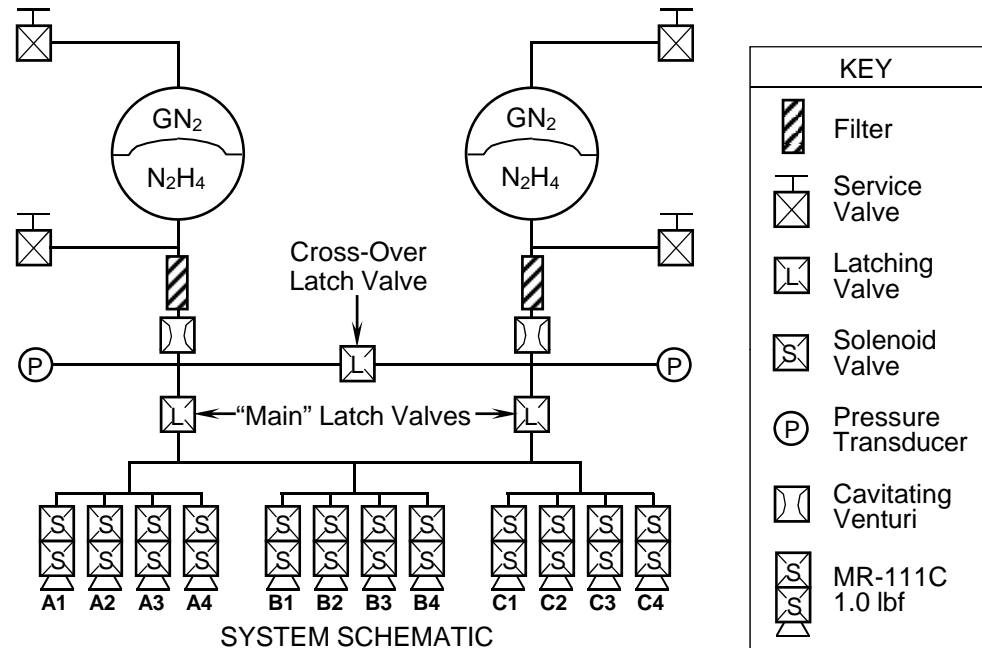 GN2
GN2
N2H4
N2H4
Cross-Over
Latch Valve
P
L
P
L
“Main” Latch Valves
L
S S S S S S S S S S S S
S S S S S S S S S S S S
A1 A2 A3 A4 B1 B2 B3 B4 C1 C2 C3 C4
SYSTEM SCHEMATIC
KEY
Filter
Service
Valve
L
Latching
Valve
S
Solenoid
Valve
P
Pressure
Transducer
Cavitating
Venturi
S
S
MR-111C
1.0 lbf